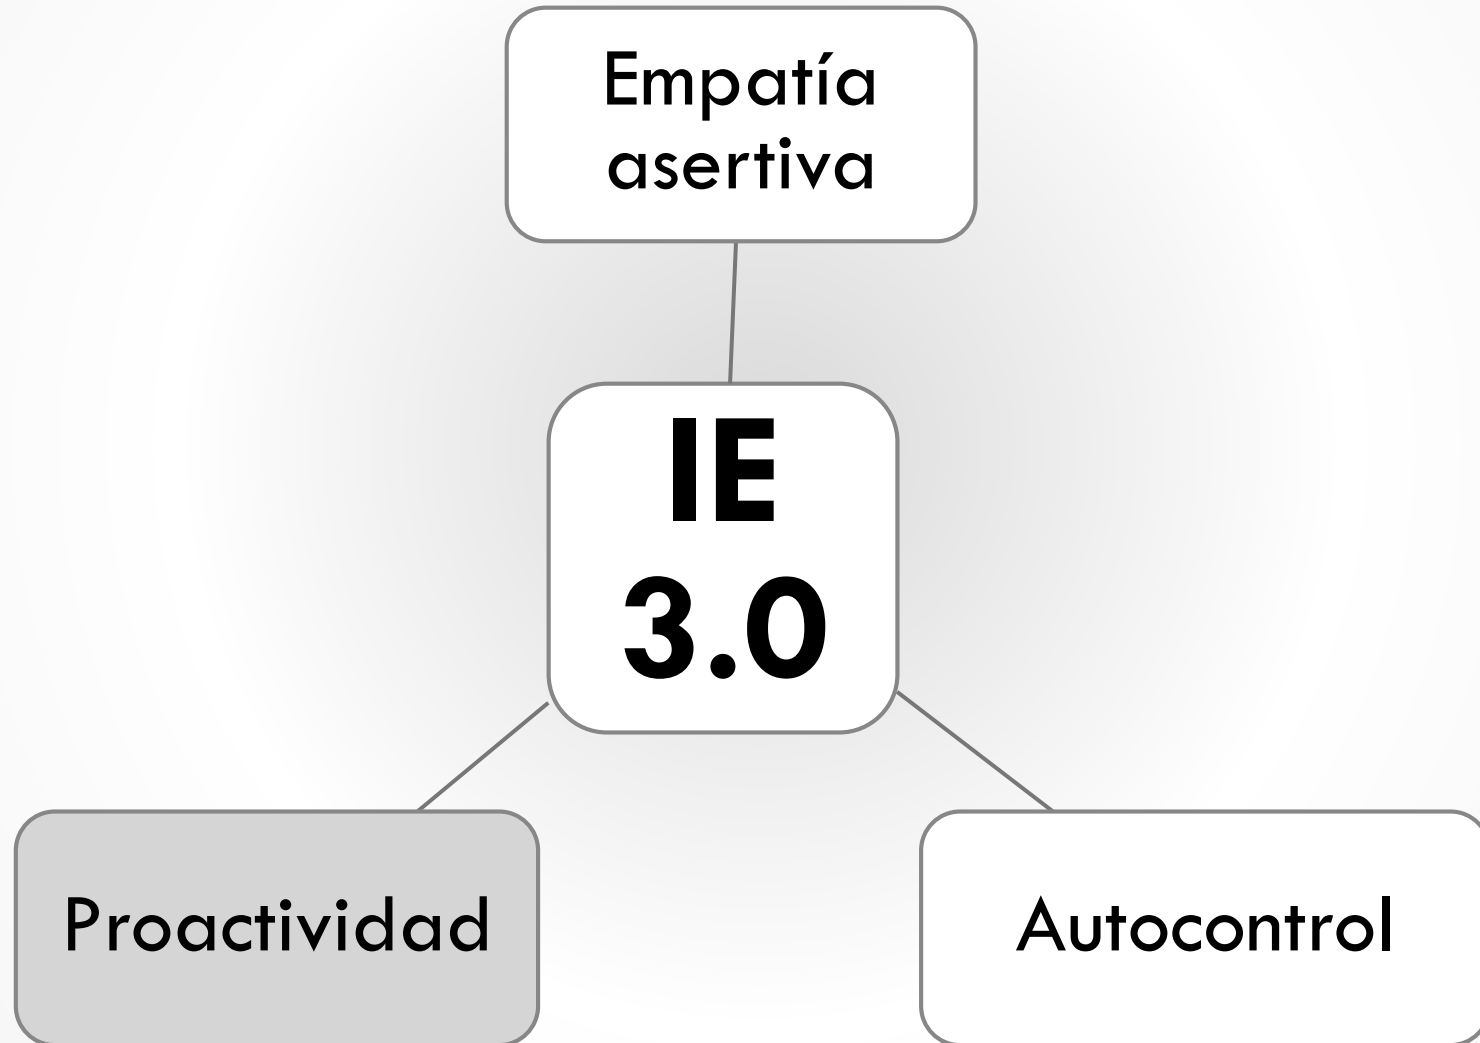 Empatía
asertiva
IE
3.0
Proactividad
Autocontrol